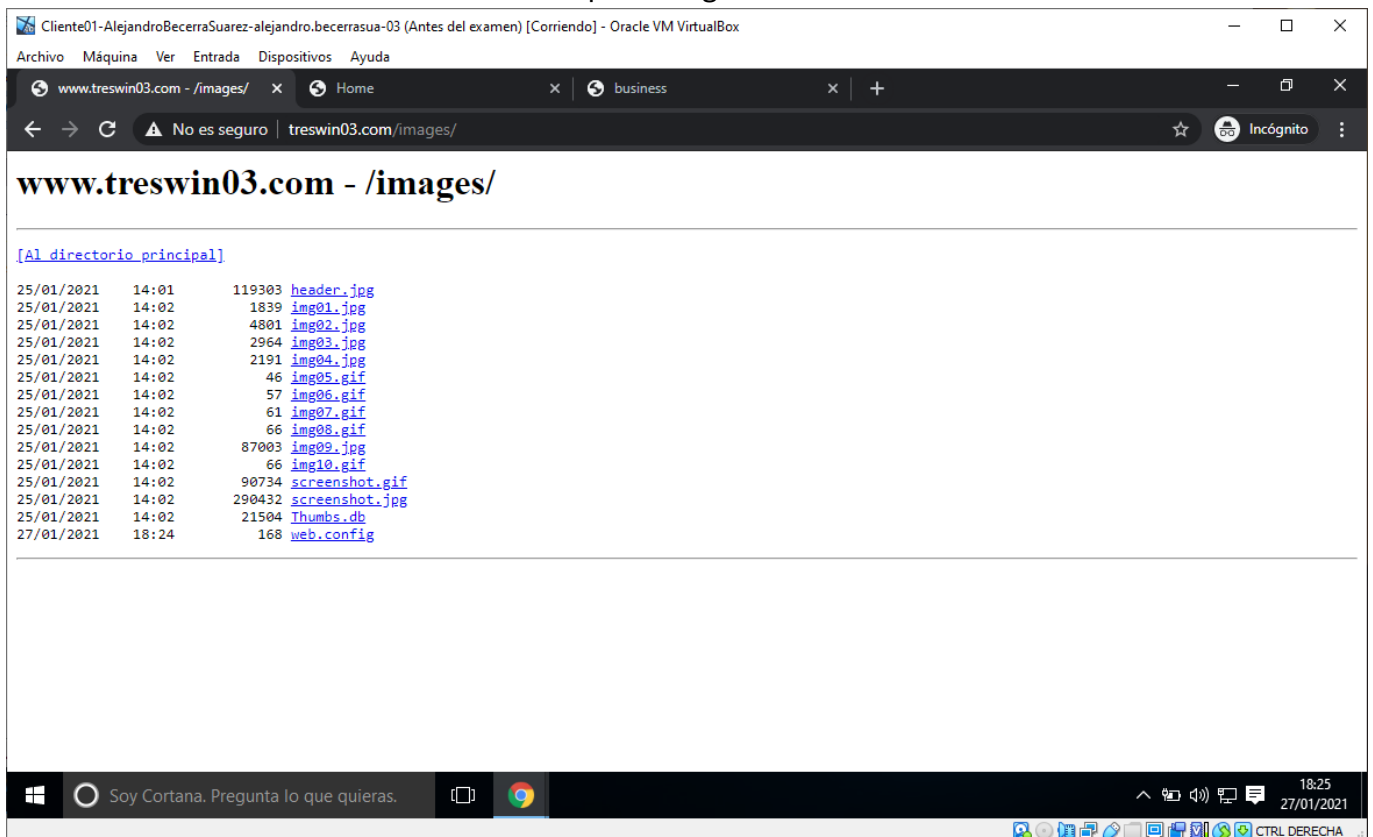 Cliente01-AlejandroBecerraSuarez-alejandro.becerrasua-03 (Antes del examen) [Corriendo] - Oracle VM VirtualBox
Archivo Máquina Ver Entrada Dispositivos Ayuda
www.treswin03.com - /images/ Home business
No es seguro treswin03.com/images/ Incógnito
www.treswin03.com - /images/
[Al directorio principal]
25/01/2021 14:01 119303 header.jpg
25/01/2021 14:02 1839 img01.jpg
25/01/2021 14:02 4801 img02.jpg
25/01/2021 14:02 2964 img03.jpg
25/01/2021 14:02 2191 img04.jpg
25/01/2021 14:02 46 img05.gif
25/01/2021 14:02 57 img06.gif
25/01/2021 14:02 61 img07.gif
25/01/2021 14:02 66 img08.gif
25/01/2021 14:02 87003 img09.jpg
25/01/2021 14:02 66 img10.gif
25/01/2021 14:02 90734 screenshot.gif
25/01/2021 14:02 290432 screenshot.jpg
25/01/2021 14:02 21504 Thumbs.db
27/01/2021 18:24 168 web.config
Soy Cortana. Pregunta lo que quieras.
18:25
27/01/2021
CTRL DERECHA